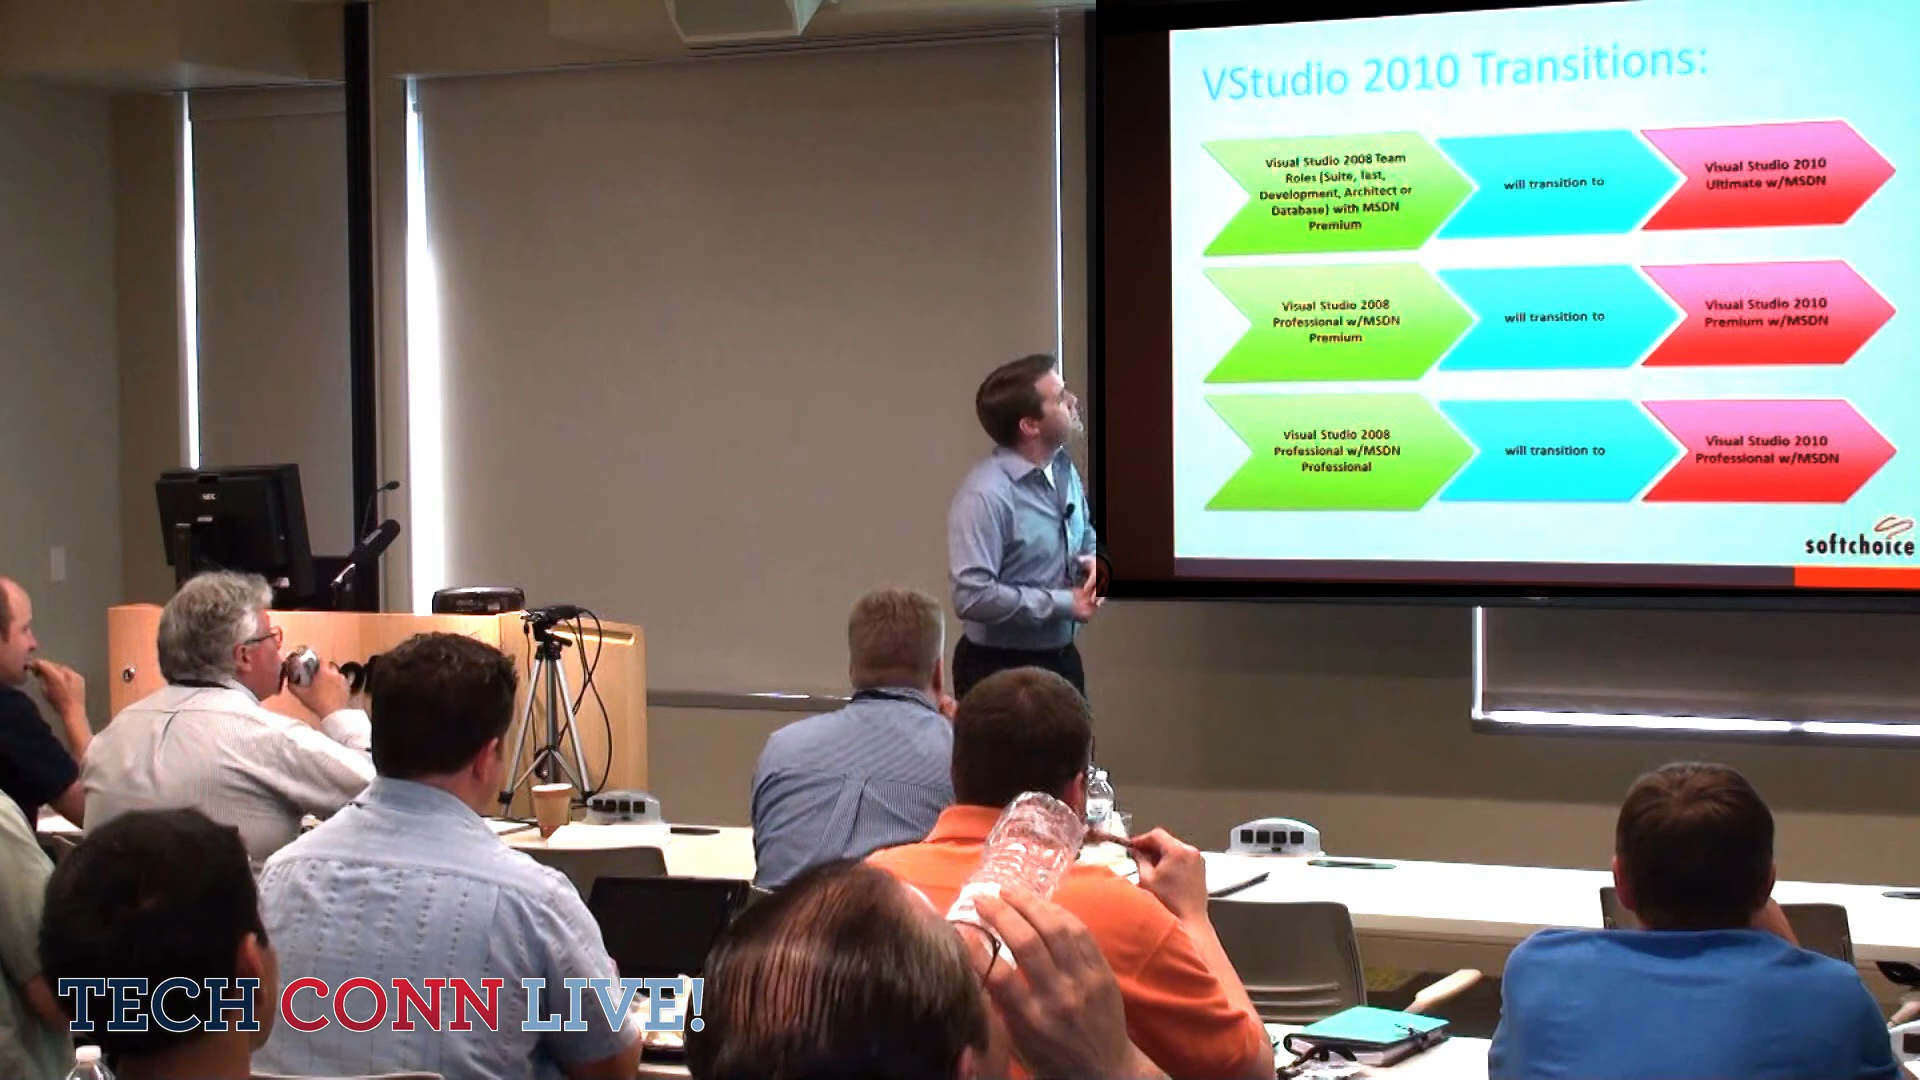 VStudio 2010 Transitions:
Visual Studio 2008 Team
Roles (Suite, Test,
Development, Architect or
Database) with MSDN
Premium
will transition to
Visual Studio 2010
Ultimate w/MSDN
Visual Studio 2008
Professional w/MSDN
Premium
will transition to
Visual Studio 2010
Premium w/MSDN
Visual Studio 2008
Professional w/MSDN
Professional
will transition to
Visual Studio 2010
Professional w/MSDN
softchoice
NEC
TECH CONN LIVE!